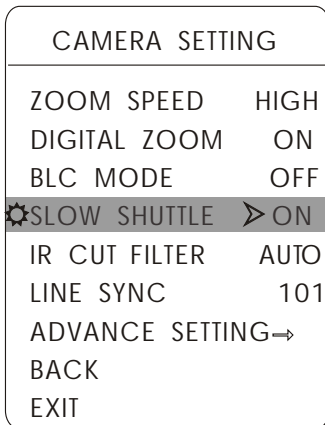 CAMERA SETTING
ZOOM SPEED HIGH
DIGITAL ZOOM ON
BLC MODE OFF
SLOW SHUTTLE ON
IR CUT FILTER AUTO
LINE SYNC 101
ADVANCE SETTING⇒
BACK
EXIT